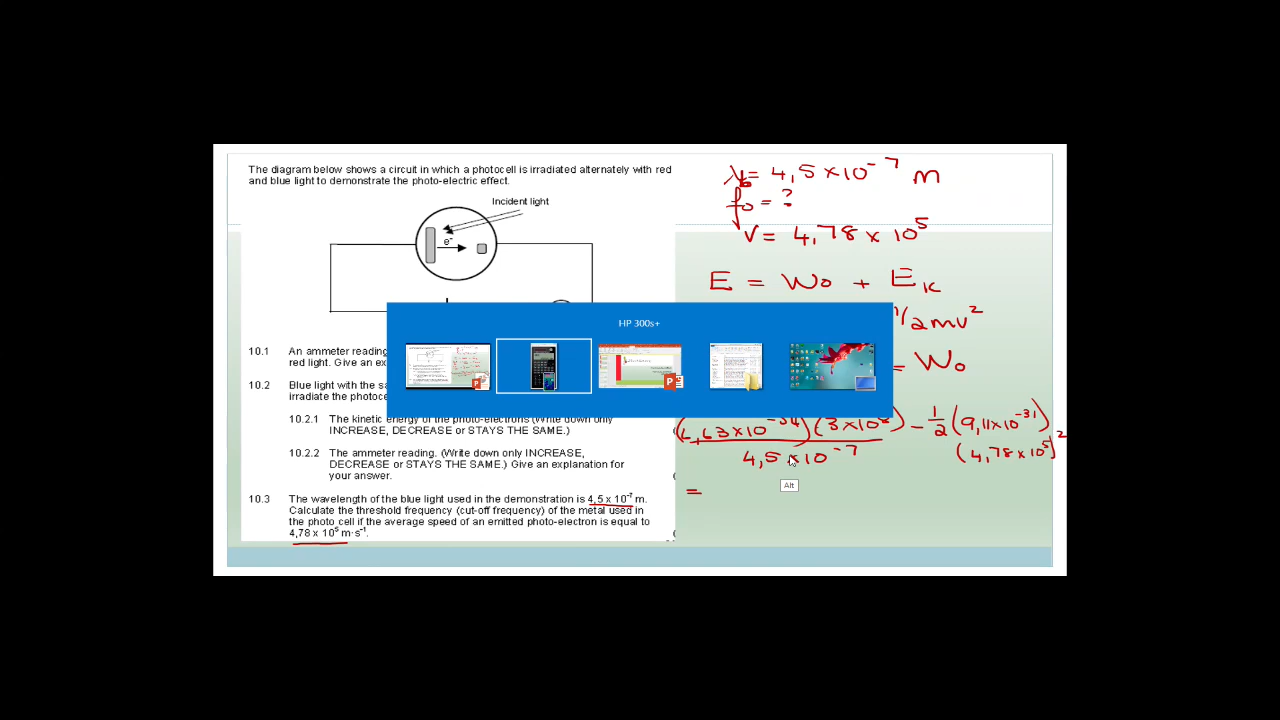 The diagram below shows a circuit in which a photocell is irradiated alternately with red
and blue light to demonstrate the photo-electric effect.
Incident light
e-
10.1 An ammeter reading
red light. Give an
10.2 Blue light with the
irradiate the
10.2.1 The kinetic energy of the photo-electrons (Write down only
INCREASE, DECREASE or STAYS THE SAME.)
10.2.2 The ammeter reading. (Write down only INCREASE,
DECREASE or STAYS THE SAME.) Give an explanation for
your answer.
10.3 The wavelength of the blue light used in the demonstration is 4,5 x 10⁻⁷ m.
Calculate the threshold frequency (cut-off frequency) of the metal used in
the photo cell if the average speed of an emitted photo-electron is equal to
4,78 x 10⁵ m·s⁻¹.
HP 300s+
λ = 4,5 x 10⁻⁷ m
f₀ = ?
v = 4,78 x 10⁵
E = W₀ + Eₖ
1/2 mv²
= W₀
(6,63x10⁻³⁴)(3x10⁸) - 1/2 (9,11x10⁻³¹)
4,5 x 10⁻⁷ (4,78x10⁵)²
=
Alt